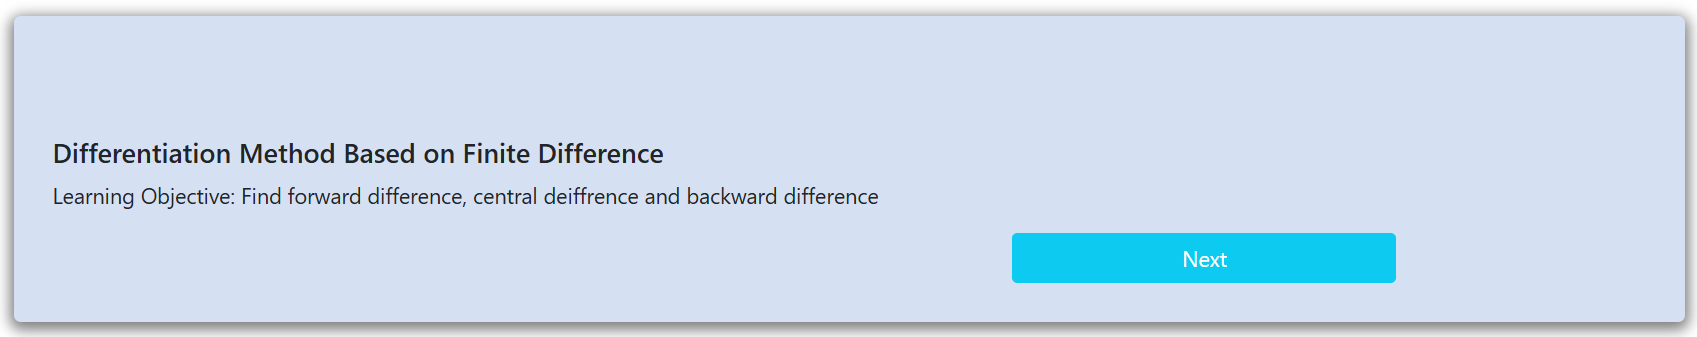 Differentiation Method Based on Finite Difference
Learning Objective: Find forward difference, central deiffrence and backward difference
Next